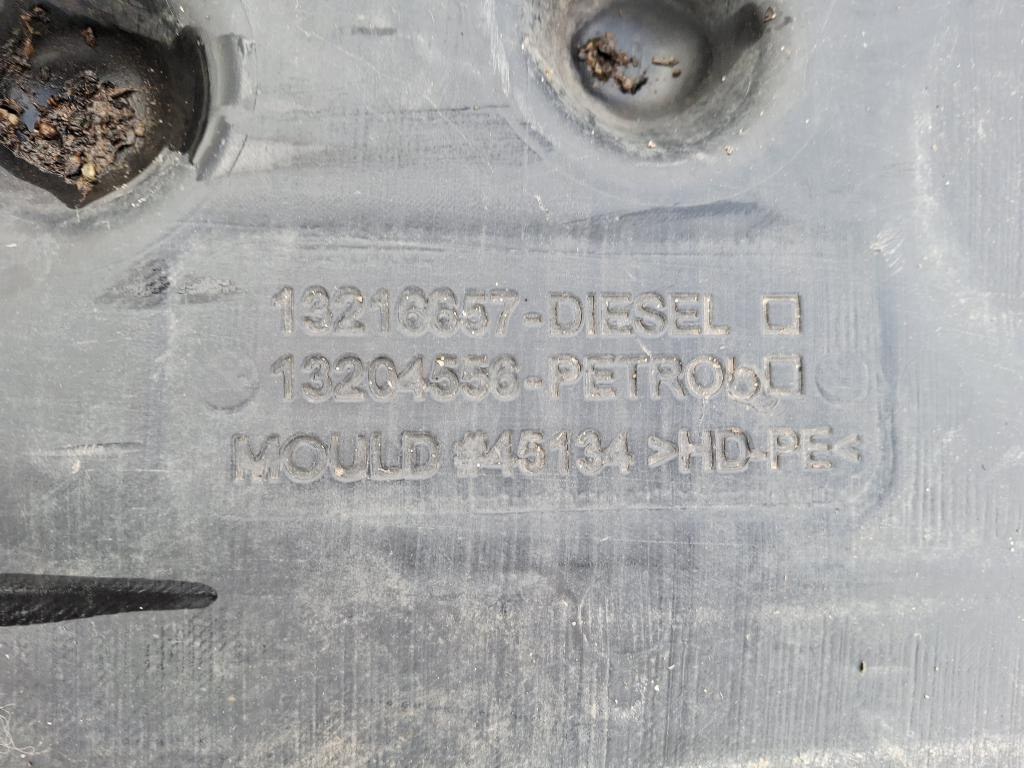 13216657-DIESEL □
13204556-PETROL □
MOULD #45134 >HD-PE<